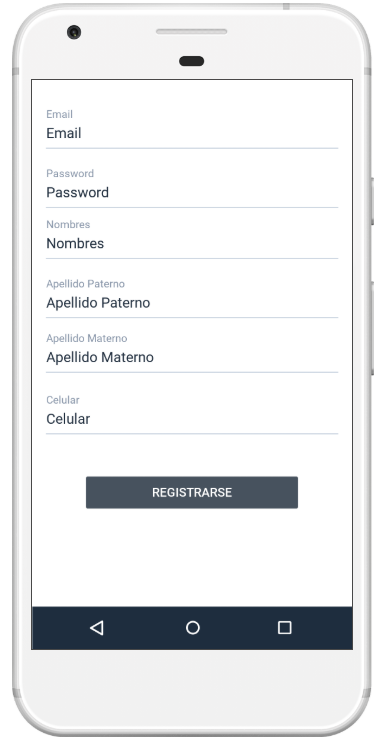 Email
Email
Password
Password
Nombres
Nombres
Apellido Paterno
Apellido Paterno
Apellido Materno
Apellido Materno
Celular
Celular
REGISTRARSE